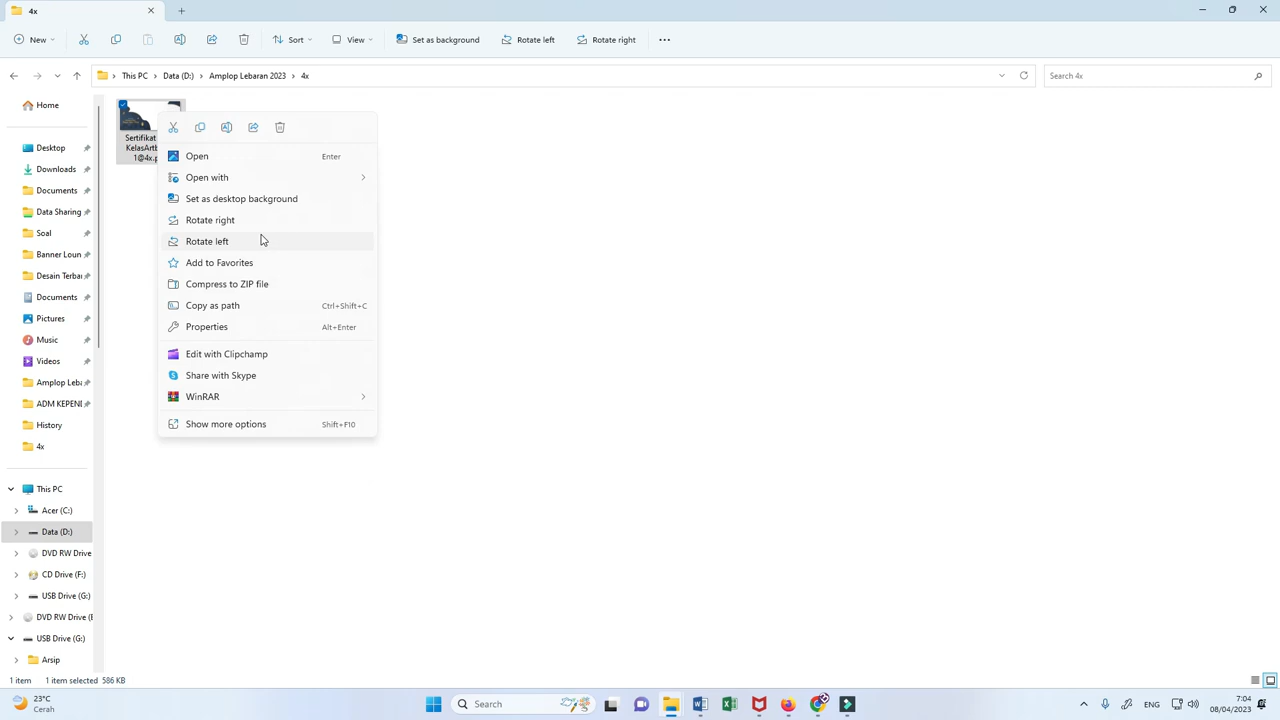 4x
New
Sort
View
Set as background
Rotate left
Rotate right
This PC
Data (D:)
Amplop Lebaran 2023
4x
Search 4x
Home
Desktop
Downloads
Documents
Data Sharing
Soal
Banner Loun
Desain Terba
Documents
Pictures
Music
Videos
Amplop Leba
ADM KEPEND
History
4x
This PC
Acer (C:)
Data (D:)
DVD RW Drive
CD Drive (F:)
USB Drive (G:)
DVD RW Drive (E
USB Drive (G:)
Arsip
Sertifikat
KelasArtb
1@4x.p
Open Enter
Open with
Set as desktop background
Rotate right
Rotate left
Add to Favorites
Compress to ZIP file
Copy as path Ctrl+Shift+C
Properties Alt+Enter
Edit with Clipchamp
Share with Skype
WinRAR
Show more options Shift+F10
1 item
1 item selected 586 KB
23°C
Cerah
Search
ENG
7:04
08/04/2023